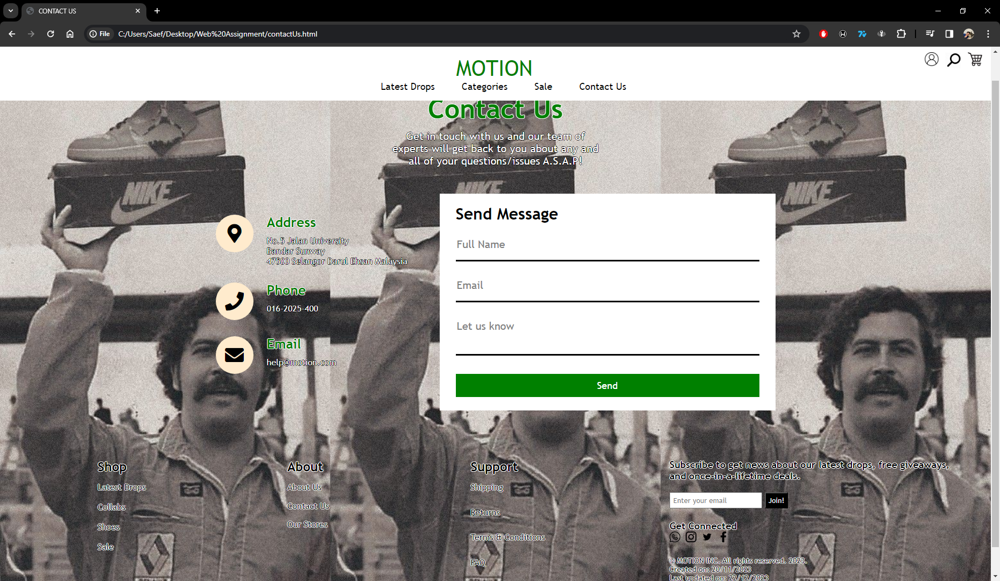 CONTACT US
File
C:/Users/Saef/Desktop/Web%20Assignment/contactUs.html
MOTION
Latest Drops
Categories
Sale
Contact Us
Contact Us
Get in touch with us and our team of
experts will get back to you about any and
all of your questions/issues A.S.A.P!
NIKE
NIKE
NIKE
Address
No.5 Jalan University
Bandar Sunway
47500 Selangor Darul Ehsan Malaysia
Phone
016-2025-400
Email
help@motion.com
Send Message
Full Name
Email
Let us know
Send
Shop
Latest Drops
Collabs
Shoes
Sale
About
About Us
Contact Us
Our Stores
Support
Shipping
Returns
Terms & Conditions
FAQ
Subscribe to get news about our latest drops, free giveaways,
and once-in-a-lifetime deals.
Enter your email
Join!
Get Connected
© MOTION INC. All rights reserved. 2023.
Created on: 20/11/2023
Last updated on: 22/12/2023